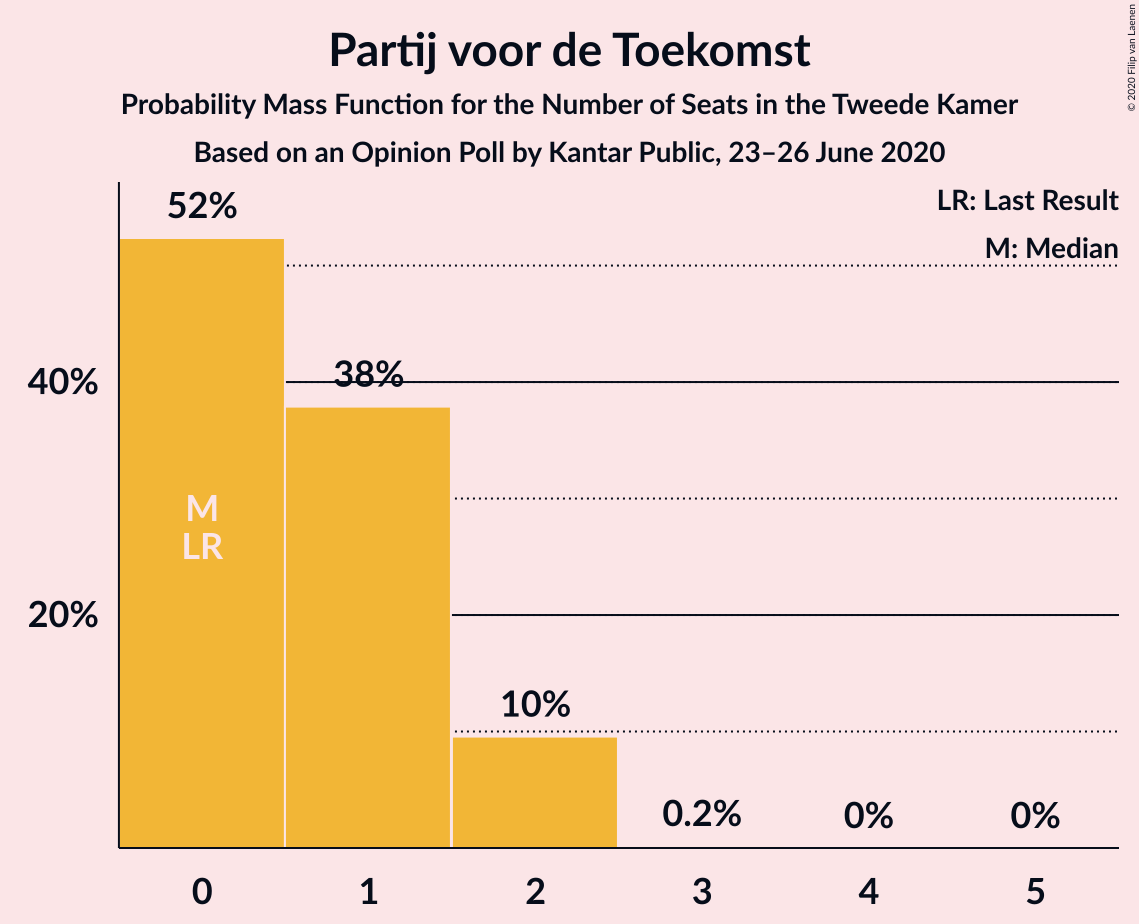 Partij voor de Toekomst
Probability Mass Function for the Number of Seats in the Tweede Kamer
Based on an Opinion Poll by Kantar Public, 23–26 June 2020
© 2020 Filip van Laenen
LR: Last Result
M: Median
52%
38%
10%
0.2%
0%
0%
40%
20%
M
LR
0
1
2
3
4
5